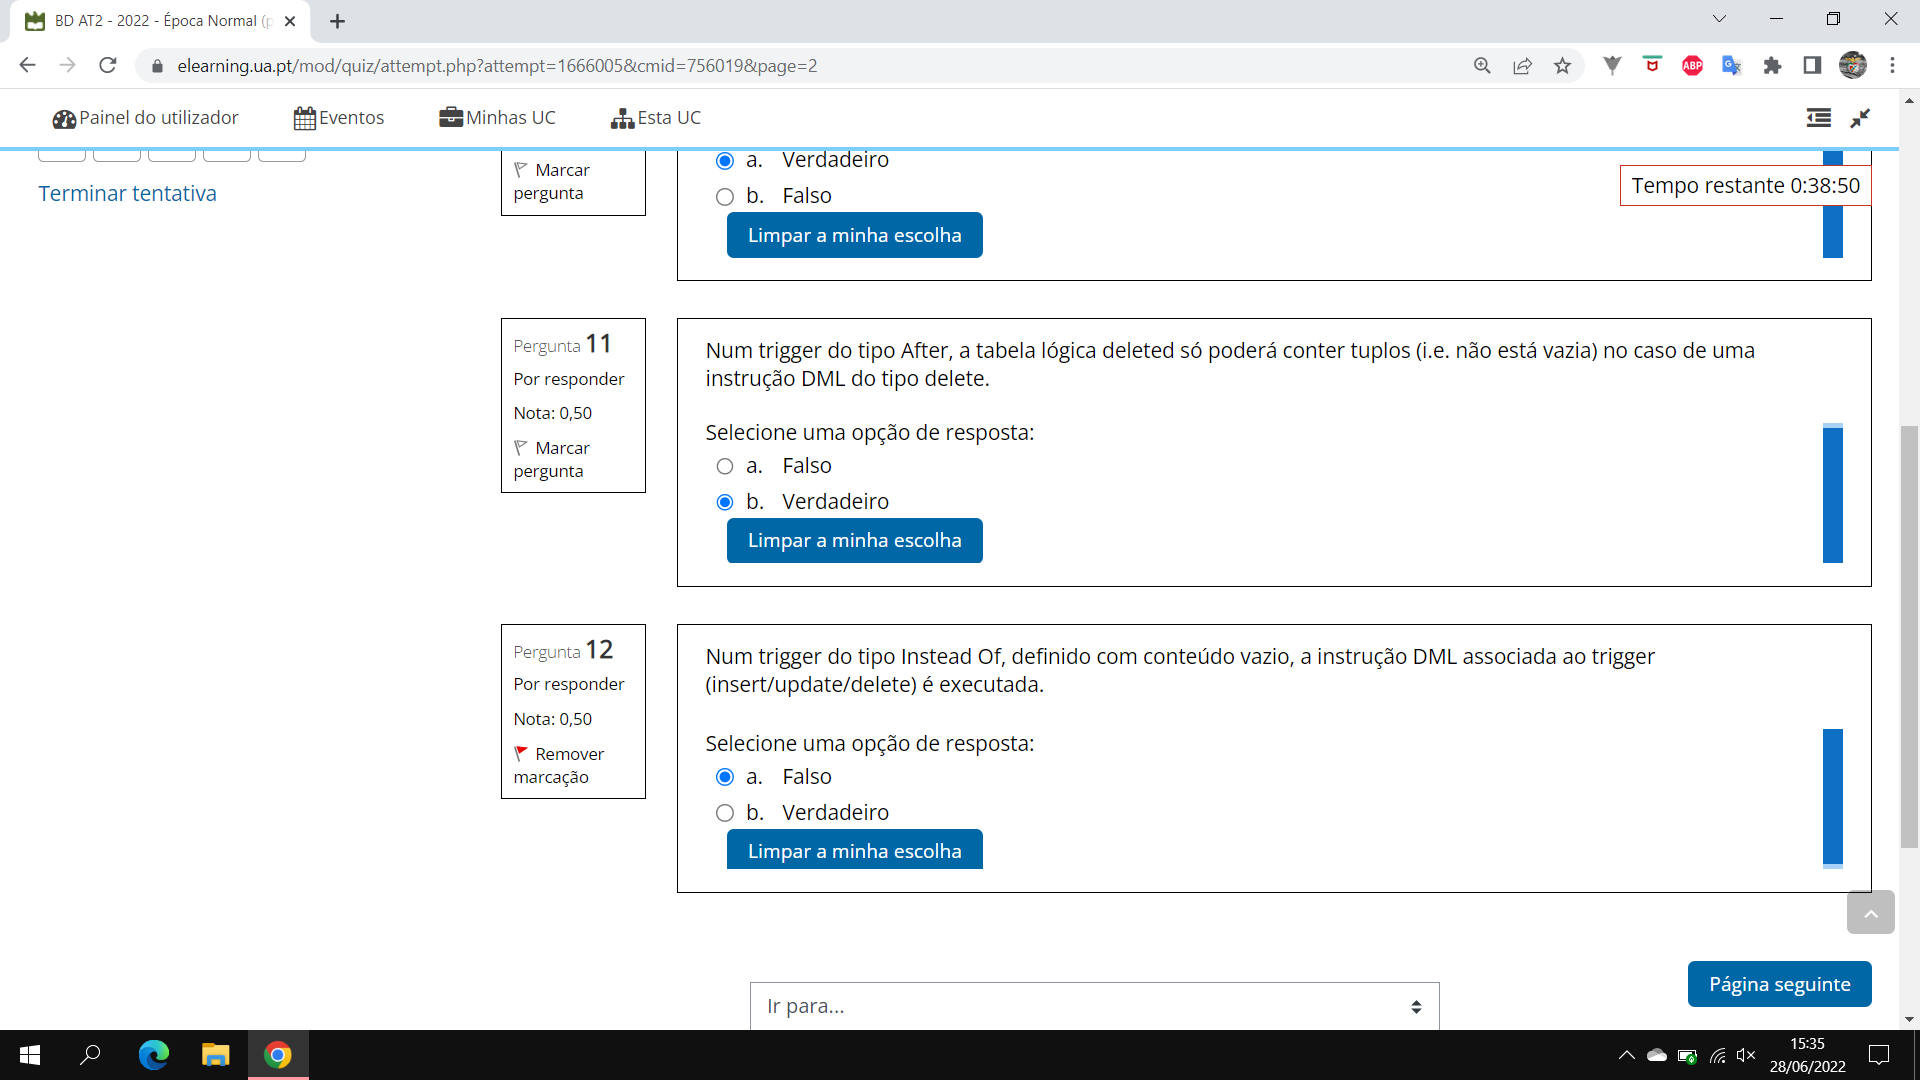 BD AT2 - 2022 - Época Normal (p
elearning.ua.pt/mod/quiz/attempt.php?attempt=1666005&cmid=756019&page=2
ABP
Painel do utilizador
Eventos
Minhas UC
Esta UC
Terminar tentativa
Marcar
pergunta
a. Verdadeiro
b. Falso
Limpar a minha escolha
Tempo restante 0:38:50
Pergunta 11
Por responder
Nota: 0,50
Marcar
pergunta
Num trigger do tipo After, a tabela lógica deleted só poderá conter tuplos (i.e. não está vazia) no caso de uma
instrução DML do tipo delete.
Selecione uma opção de resposta:
a. Falso
b. Verdadeiro
Limpar a minha escolha
Pergunta 12
Por responder
Nota: 0,50
Remover
marcação
Num trigger do tipo Instead Of, definido com conteúdo vazio, a instrução DML associada ao trigger
(insert/update/delete) é executada.
Selecione uma opção de resposta:
a. Falso
b. Verdadeiro
Limpar a minha escolha
Página seguinte
Ir para...
15:35
28/06/2022